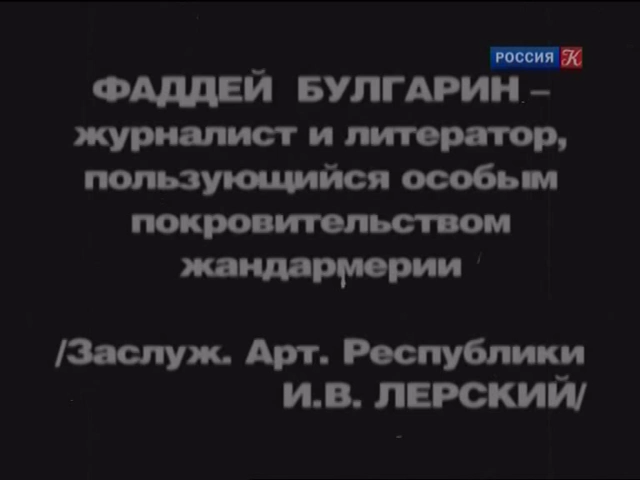 РОССИЯ К
ФАДДЕЙ БУЛГАРИН –
журналист и литератор,
пользующийся особым
покровительством
жандармерии
/Заслуж. Арт. Республики
И.В. ЛЕРСКИЙ/